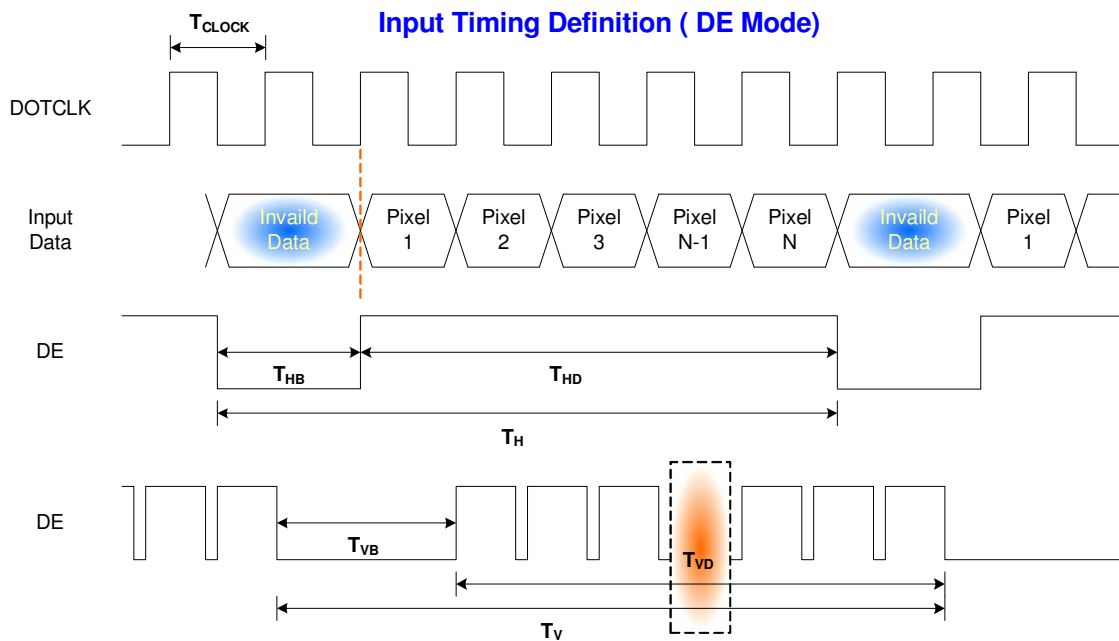 Input Timing Definition ( DE Mode)
TCLOCK
DOTCLK
Input
Data
Invaild
Data
Pixel
1
Pixel
2
Pixel
3
Pixel
N-1
Pixel
N
Invaild
Data
Pixel
1
DE
THB
THD
TH
DE
TVB
TVD
TV